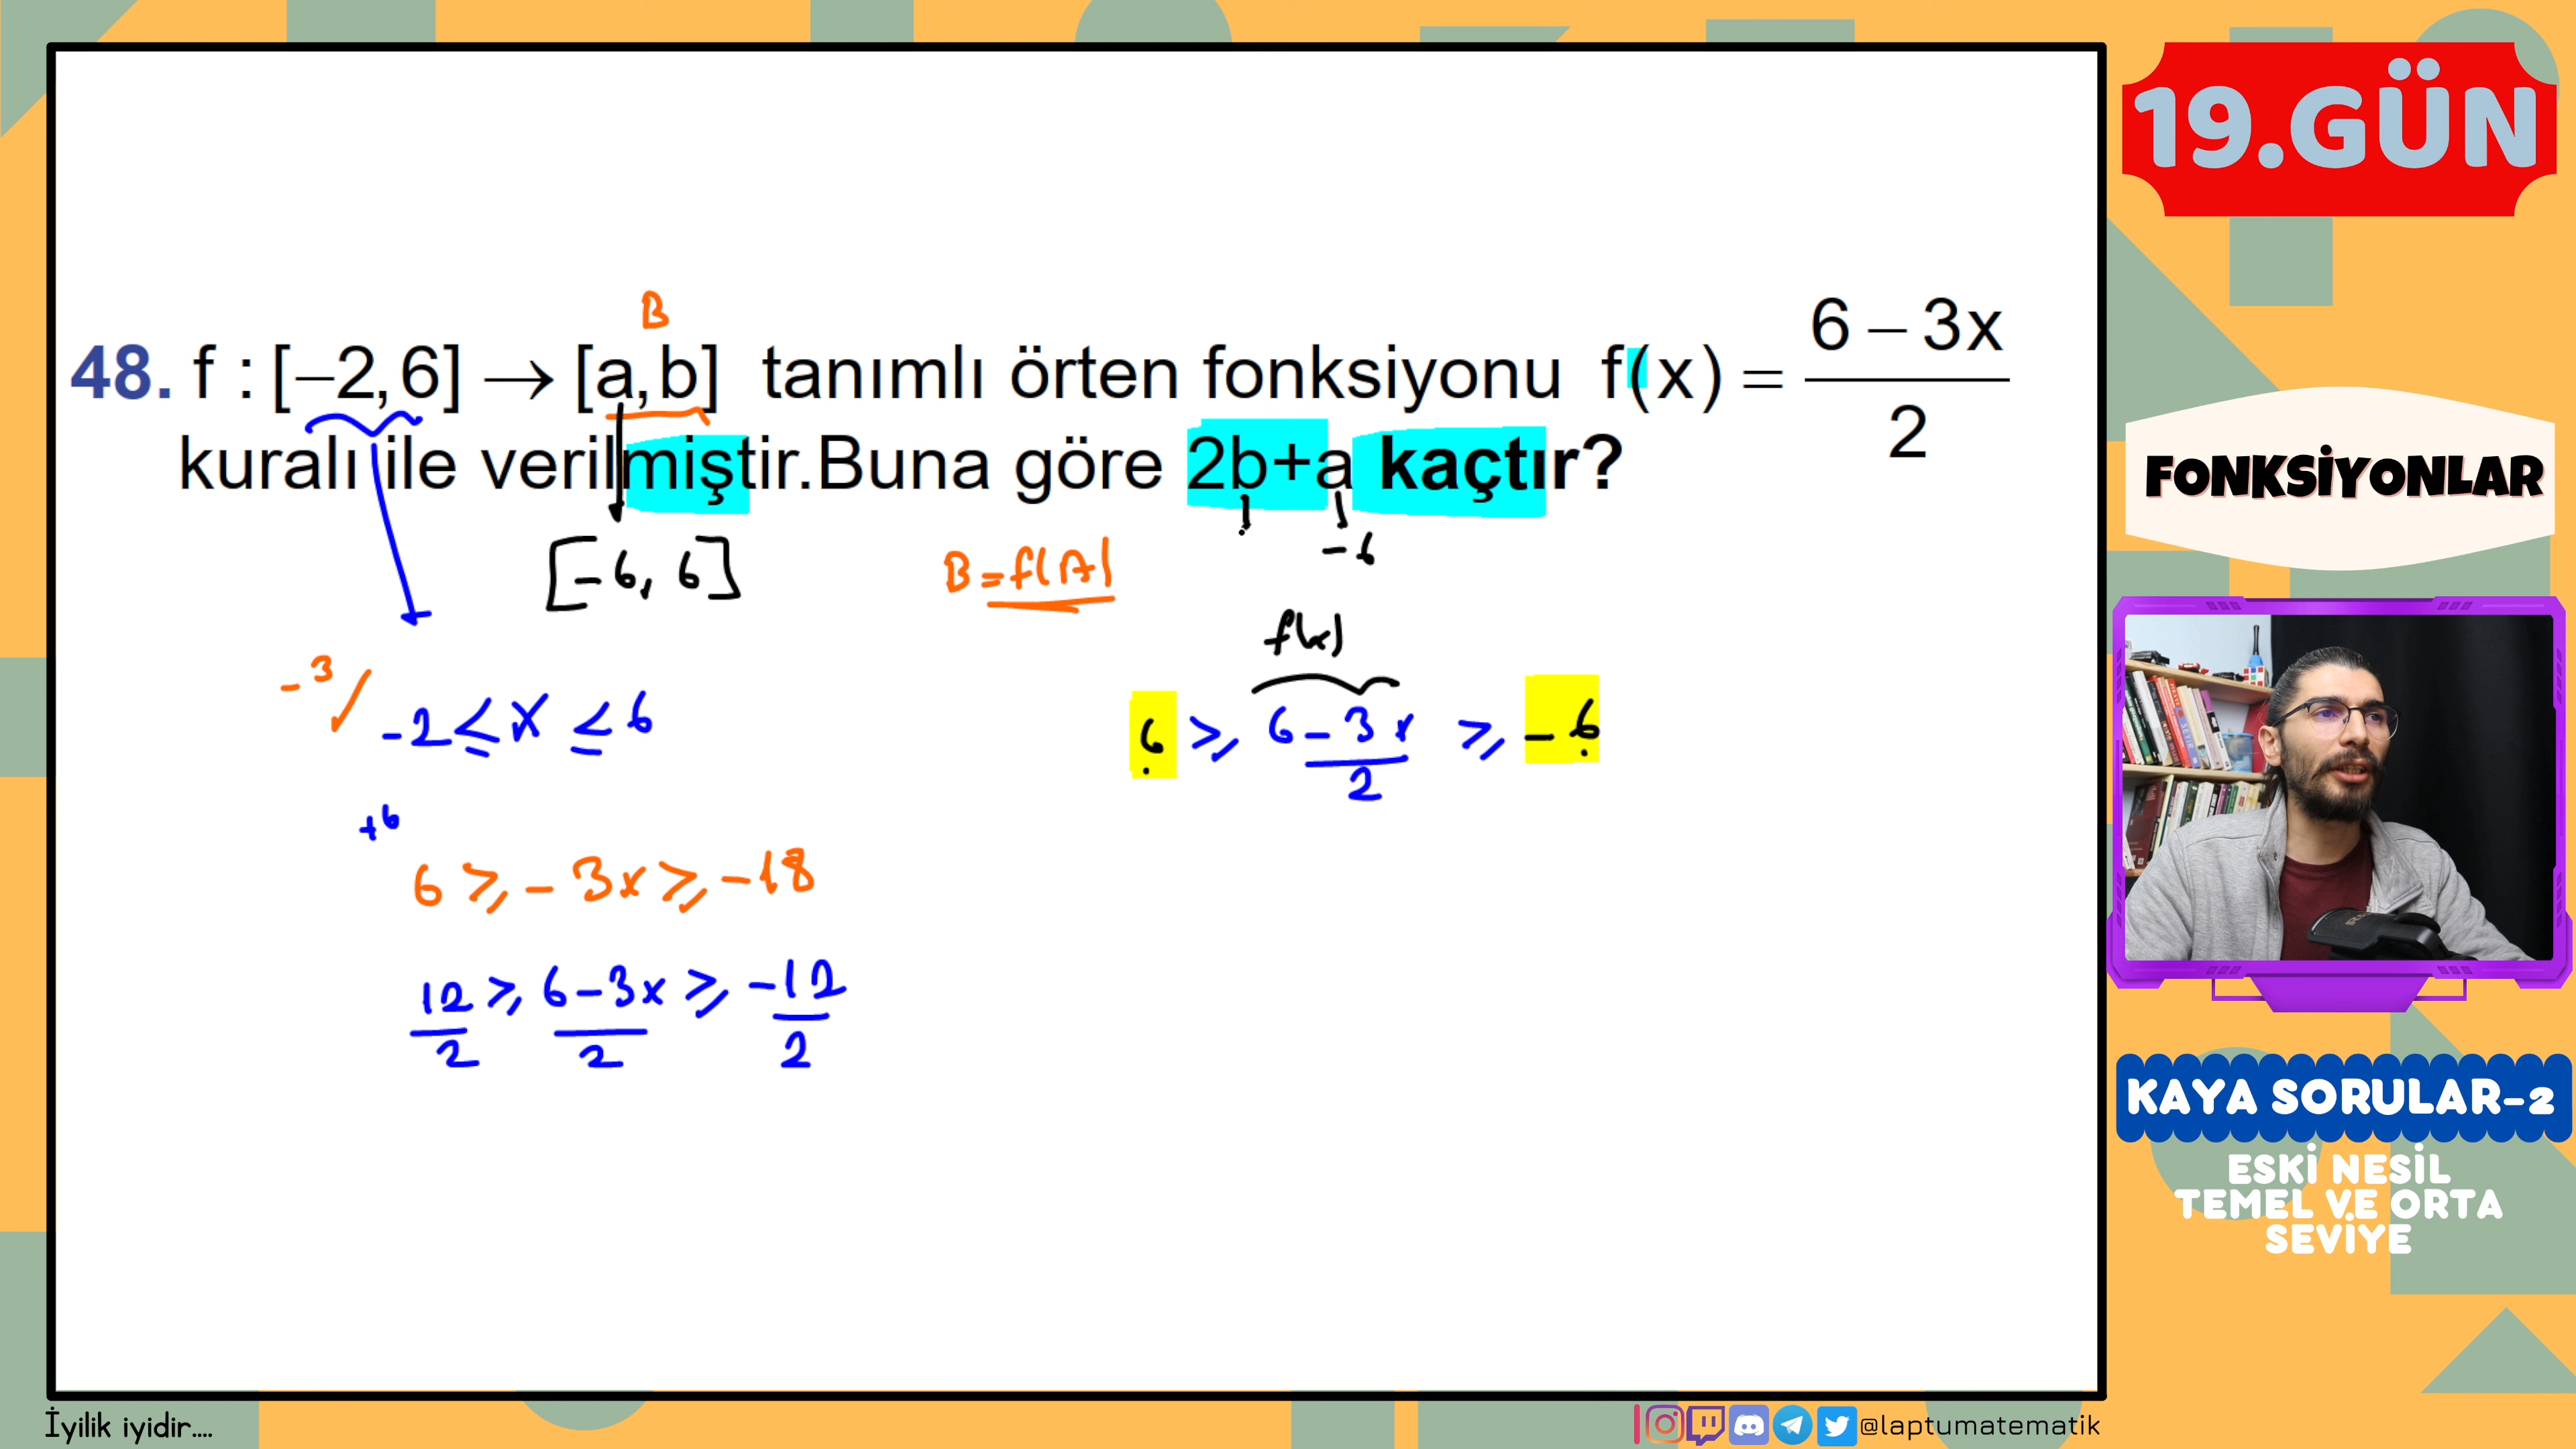 19.GÜN
B
48. f : [−2,6] → [a,b] tanımlı örten fonksiyonu f(x) = 6−3x / 2
kuralı ile verilmiştir.Buna göre 2b+a kaçtır?
-6
[-6, 6]
B=f(A)
f(x)
-3/
-2≤x≤6
6 ≥ 6-3x / 2 ≥ -6
+6
6 ≥ -3x ≥ -18
12/2 ≥ 6-3x / 2 ≥ -12/2
FONKSİYONLAR
KAYA SORULAR-2
ESKİ NESİL
TEMEL VE ORTA
SEVİYE
İyilik iyidir....
@laptumatematik